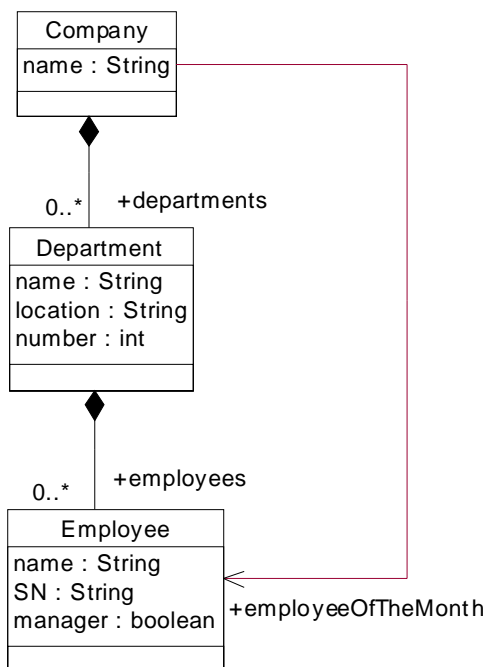 Company
name : String
0..* +departments
Department
name : String
location : String
number : int
0..* +employees
Employee
name : String
SN : String
manager : boolean
+employeeOfTheMonth